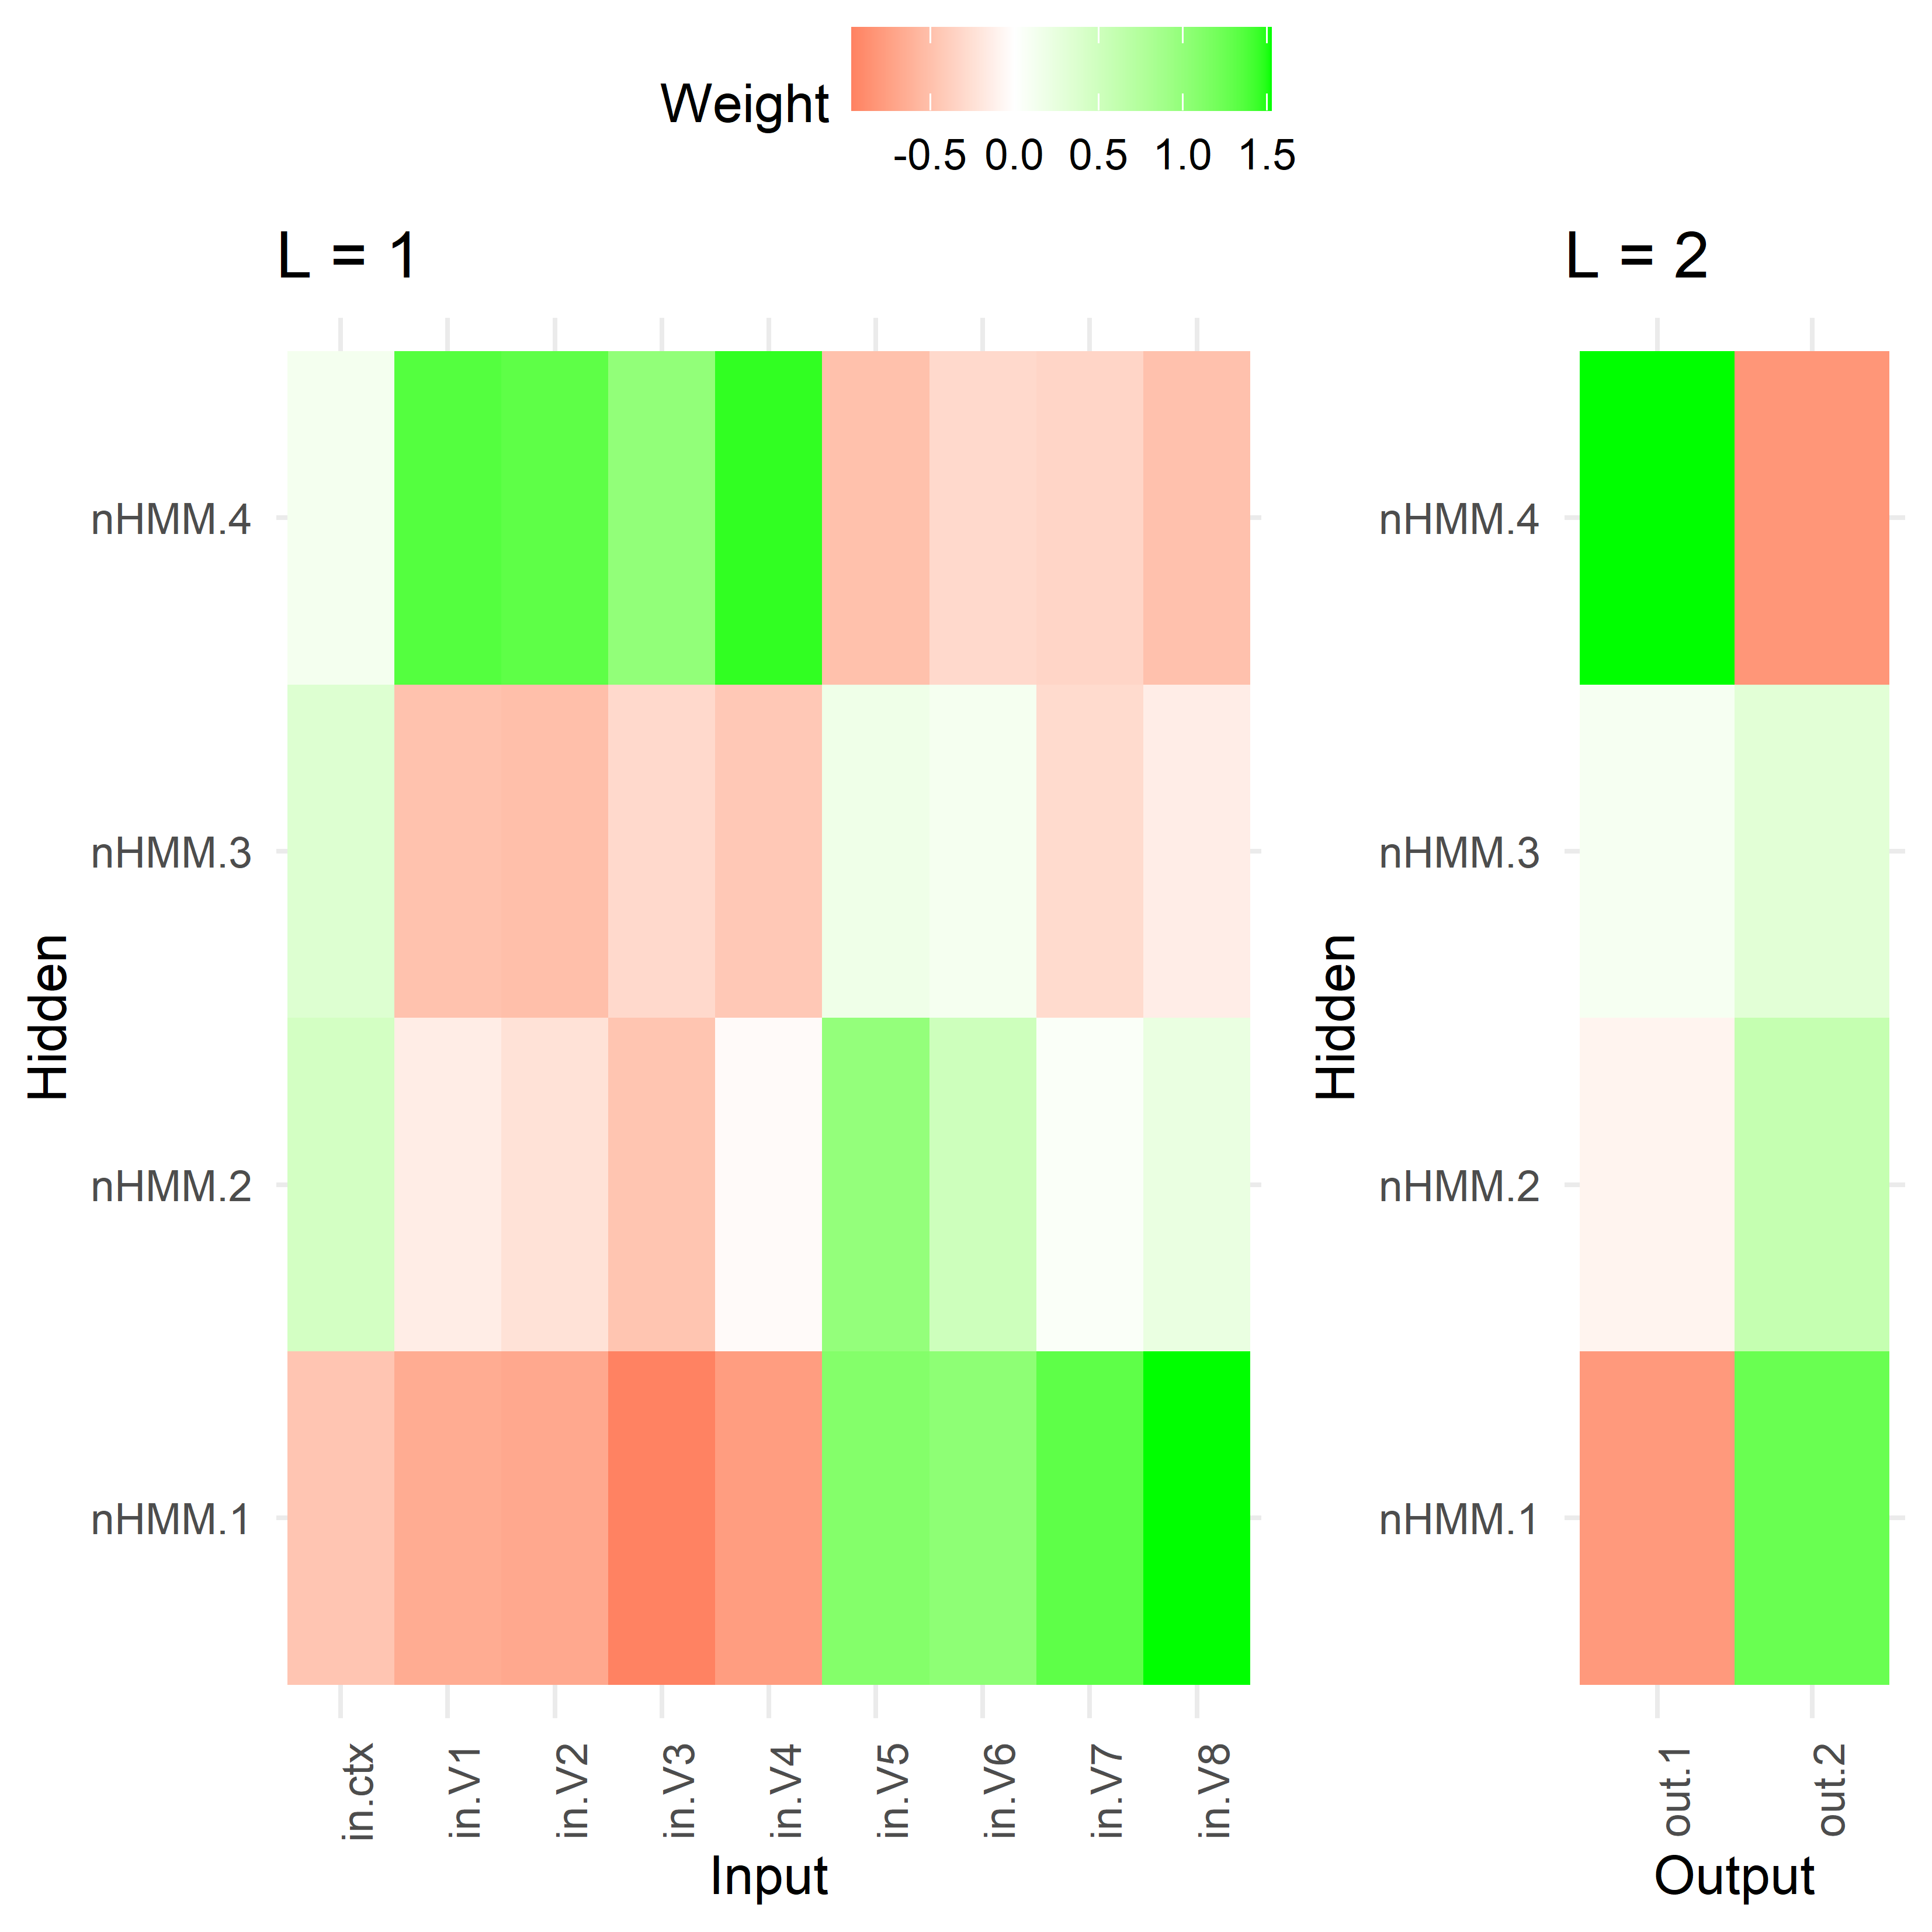 Weight
-0.5 0.0 0.5 1.0 1.5
L = 1
L = 2
Hidden
nHMM.4
nHMM.3
nHMM.2
nHMM.1
in.ctx in.V1 in.V2 in.V3 in.V4 in.V5 in.V6 in.V7 in.V8
Input
Hidden
nHMM.4
nHMM.3
nHMM.2
nHMM.1
out.1 out.2
Output